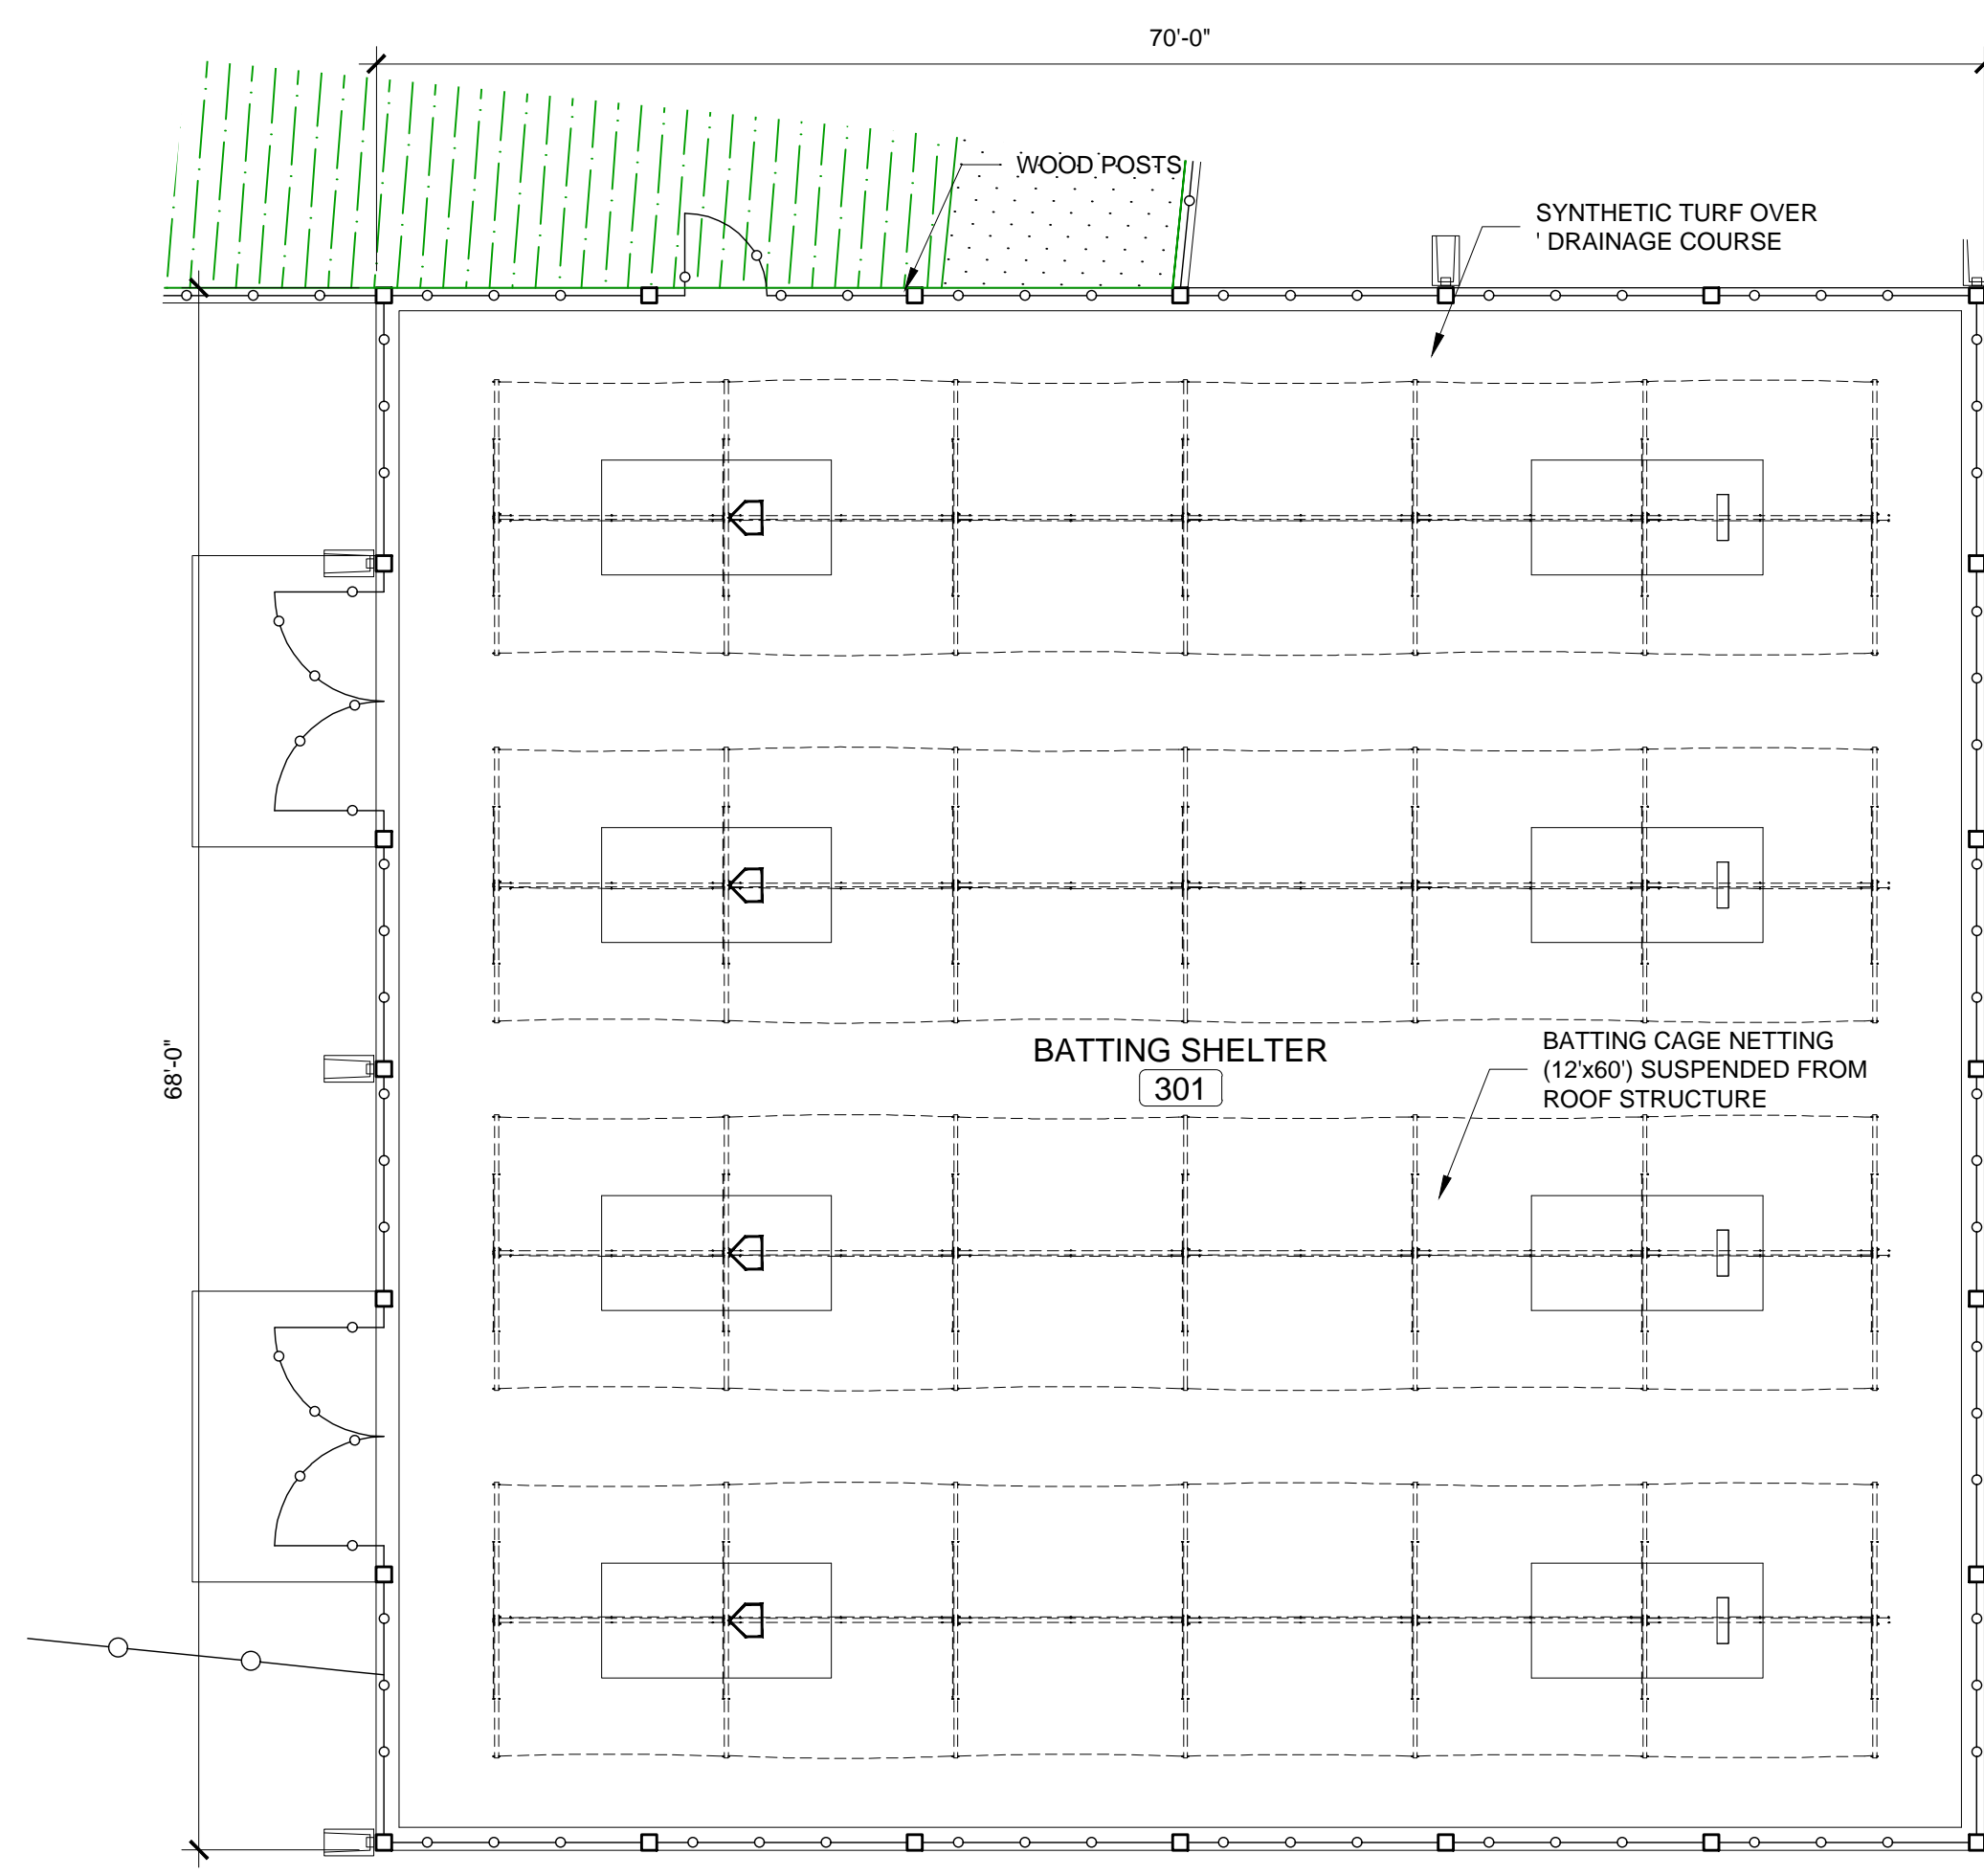 70'-0"
WOOD POSTS
SYNTHETIC TURF OVER
' DRAINAGE COURSE
68'-0"
BATTING SHELTER
301
BATTING CAGE NETTING
(12'x60') SUSPENDED FROM
ROOF STRUCTURE